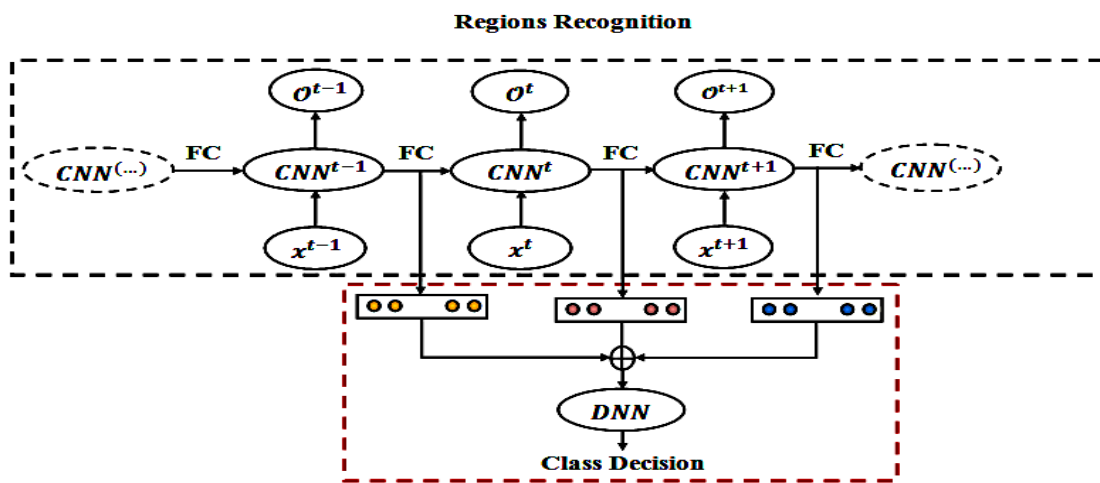 Regions Recognition
O^{t-1} O^{t} O^{t+1}
FC FC FC FC
CNN^{(...)} CNN^{t-1} CNN^{t} CNN^{t+1} CNN^{(...)}
x^{t-1} x^{t} x^{t+1}
DNN
Class Decision